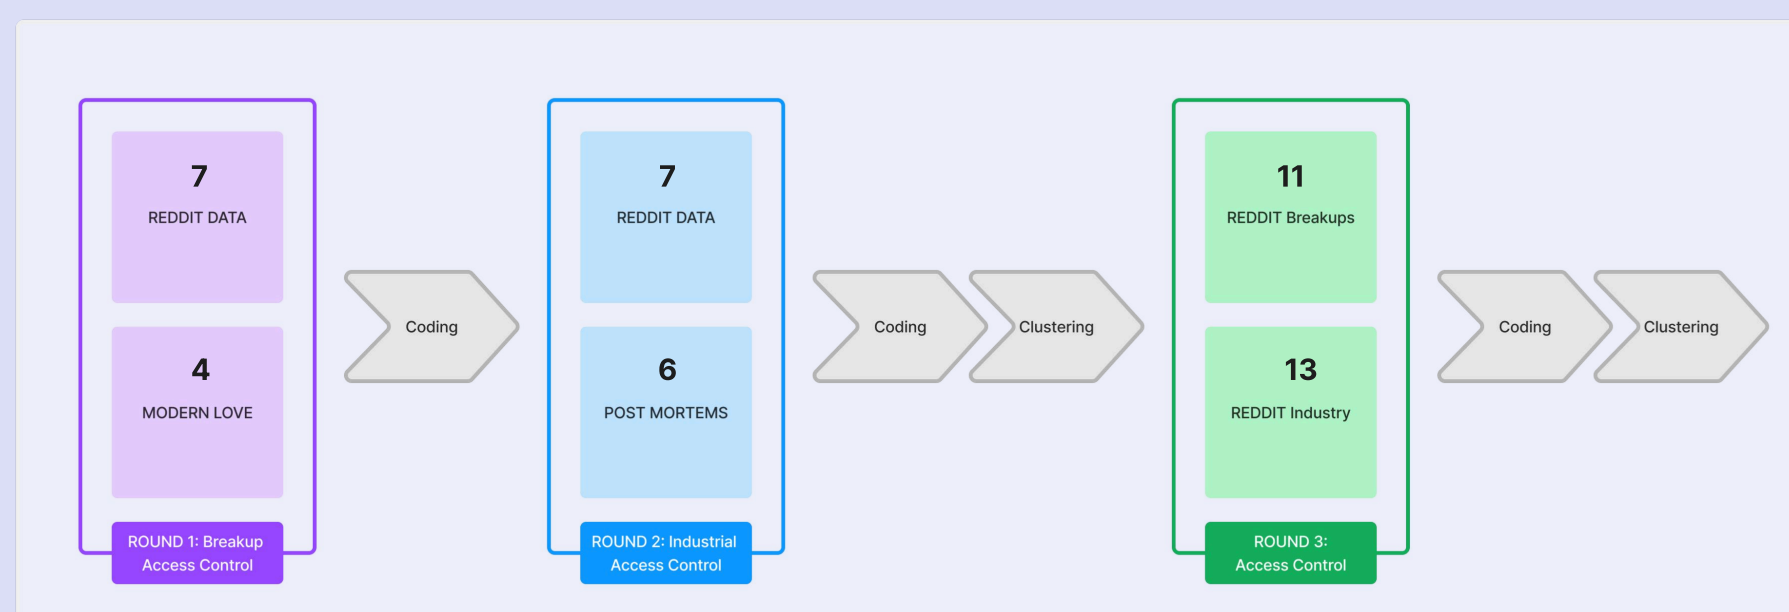 7
REDDIT DATA
4
MODERN LOVE
ROUND 1: Breakup
Access Control
Coding
7
REDDIT DATA
6
POST MORTEMS
ROUND 2: Industrial
Access Control
Coding
Clustering
11
REDDIT Breakups
13
REDDIT Industry
ROUND 3:
Access Control
Coding
Clustering